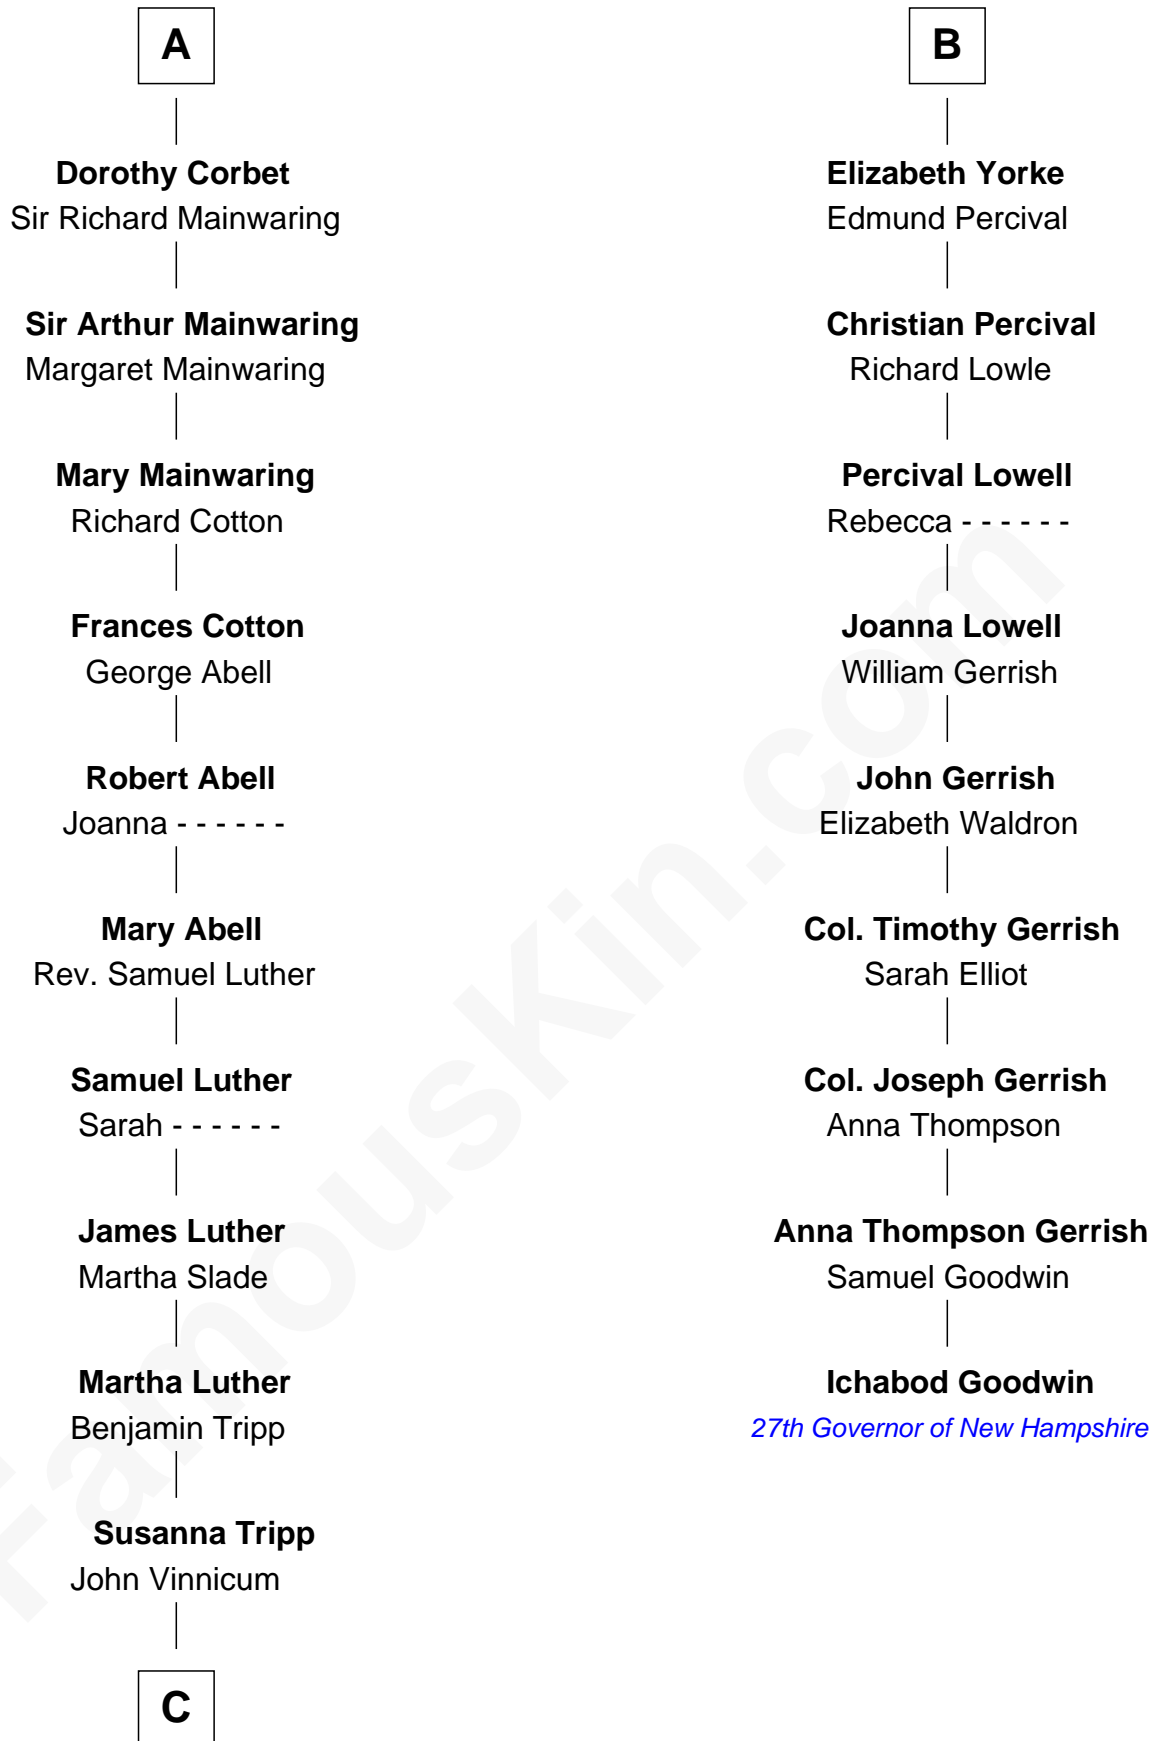 A
Dorothy Corbet
Sir Richard Mainwaring
Sir Arthur Mainwaring
Margaret Mainwaring
Mary Mainwaring
Richard Cotton
Frances Cotton
George Abell
Robert Abell
Joanna - - - - - -
Mary Abell
Rev. Samuel Luther
Samuel Luther
Sarah - - - - - -
James Luther
Martha Slade
Martha Luther
Benjamin Tripp
Susanna Tripp
John Vinnicum
C
B
Elizabeth Yorke
Edmund Percival
Christian Percival
Richard Lowle
Percival Lowell
Rebecca - - - - - -
Joanna Lowell
William Gerrish
John Gerrish
Elizabeth Waldron
Col. Timothy Gerrish
Sarah Elliot
Col. Joseph Gerrish
Anna Thompson
Anna Thompson Gerrish
Samuel Goodwin
Ichabod Goodwin
27th Governor of New Hampshire
FamousKin.com